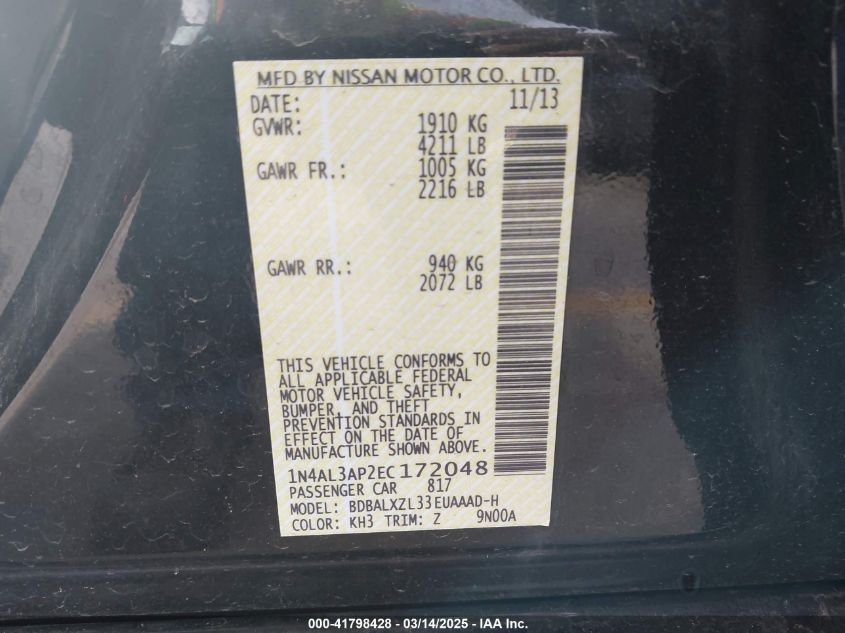 MFD BY NISSAN MOTOR CO., LTD.
DATE: 11/13
GVWR: 1910 KG
4211 LB
GAWR FR.: 1005 KG
2216 LB
GAWR RR.: 940 KG
2072 LB
THIS VEHICLE CONFORMS TO
ALL APPLICABLE FEDERAL
MOTOR VEHICLE SAFETY,
BUMPER, AND THEFT
PREVENTION STANDARDS IN
EFFECT ON THE DATE OF
MANUFACTURE SHOWN ABOVE.
1N4AL3AP2EC172048
PASSENGER CAR 817
MODEL: BDBALXZL33EUAAAD-H
COLOR: KH3 TRIM: Z 9N00A
000-41798428 - 03/14/2025 - IAA Inc.